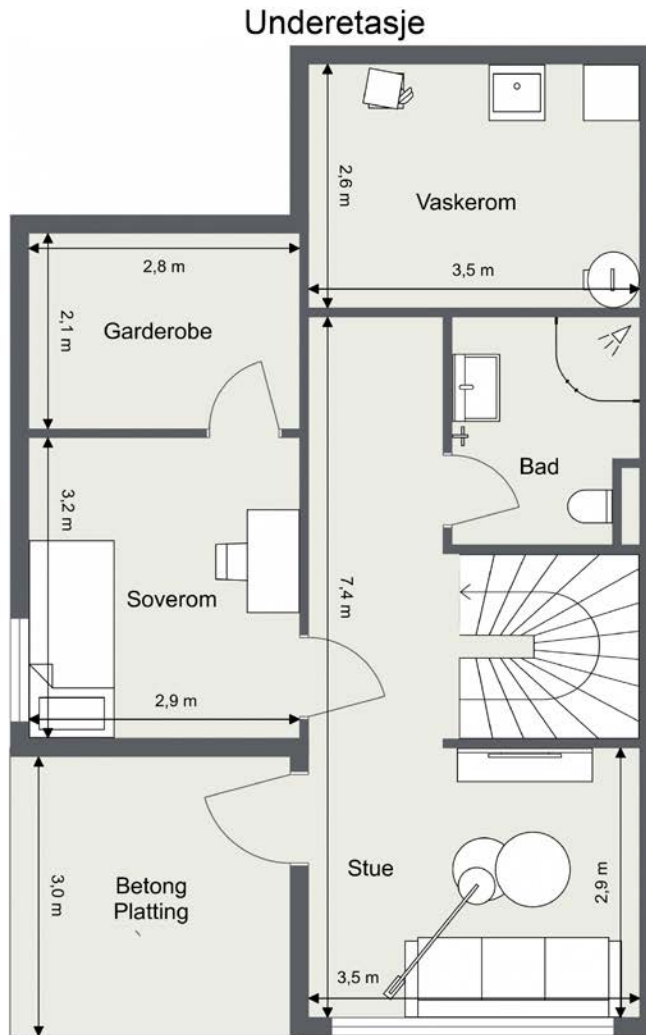 Underetasje
2,6 m
Vaskerom
3,5 m
2,8 m
2,1 m
Garderobe
Bad
3,2 m
Soverom
7,4 m
2,9 m
3,0 m
Betong
Platting
Stue
2,9 m
3,5 m